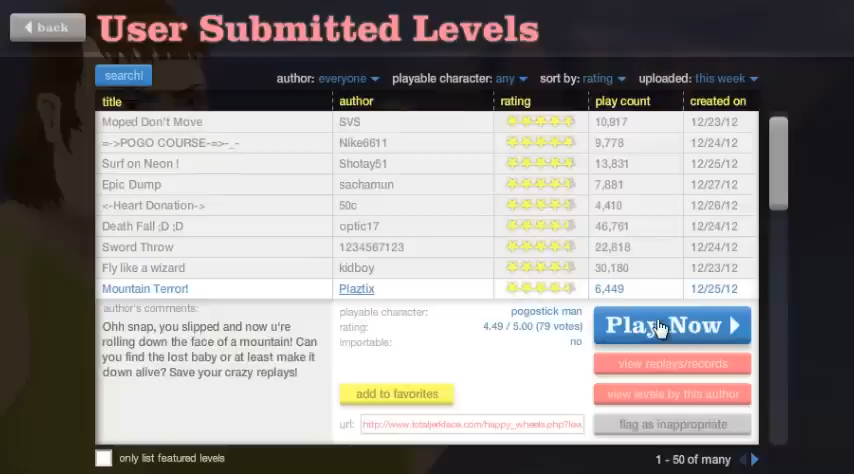 back
User Submitted Levels
search!
author: everyone playable character: any sort by: rating uploaded: this week
title author rating play count created on
Moped Don't Move SVS 10,917 12/23/12
=->POGO COURSE-=>-_- Nike6611 9,778 12/24/12
Surf on Neon ! Shotay51 13,831 12/25/12
Epic Dump sachamun 7,881 12/27/12
<-Heart Donation-> 50c 4,410 12/26/12
Death Fall ;D ;D optic17 46,761 12/24/12
Sword Throw 1234567123 22,818 12/24/12
Fly like a wizard kidboy 30,180 12/23/12
Mountain Terror! Plaztix 6,449 12/25/12
author's comments:
Ohh snap, you slipped and now u're
rolling down the face of a mountain! Can
you find the lost baby or at least make it
down alive? Save your crazy replays!
playable character: pogostick man
rating: 4.49 / 5.00 (79 votes)
importable: no
add to favorites
url: http://www.totaljerkface.com/happy_wheels.php?lev
Play Now
view replays/records
view levels by this author
flag as inappropriate
only list featured levels
1 - 50 of many